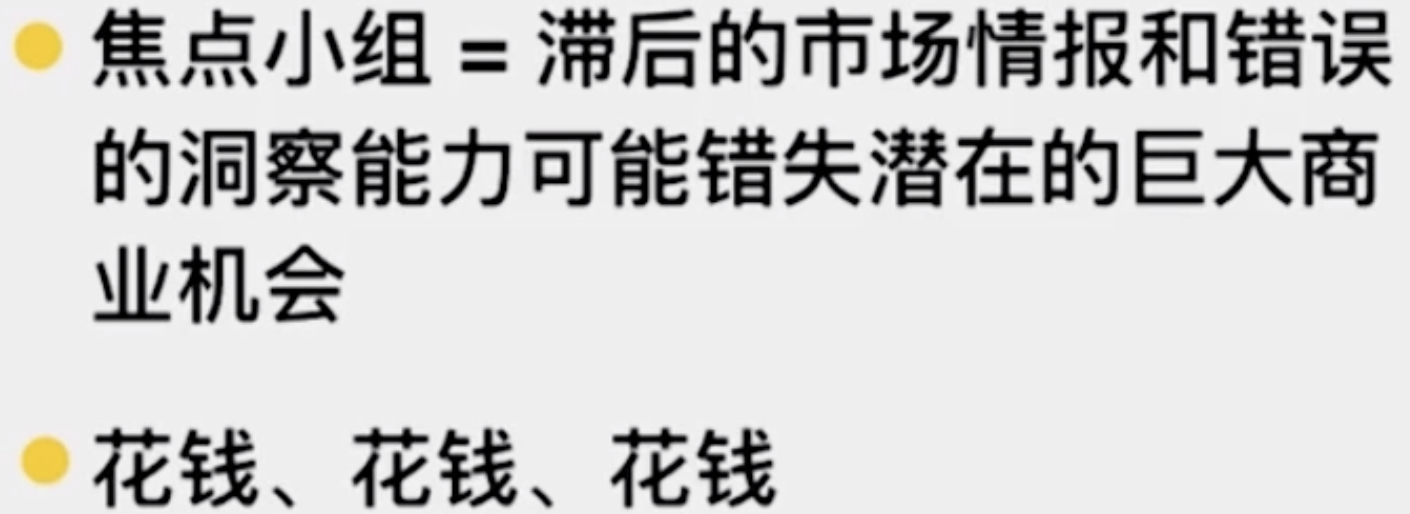 焦点小组 = 滞后的市场情报和错误
的洞察能力可能错失潜在的巨大商
业机会
花钱、花钱、花钱